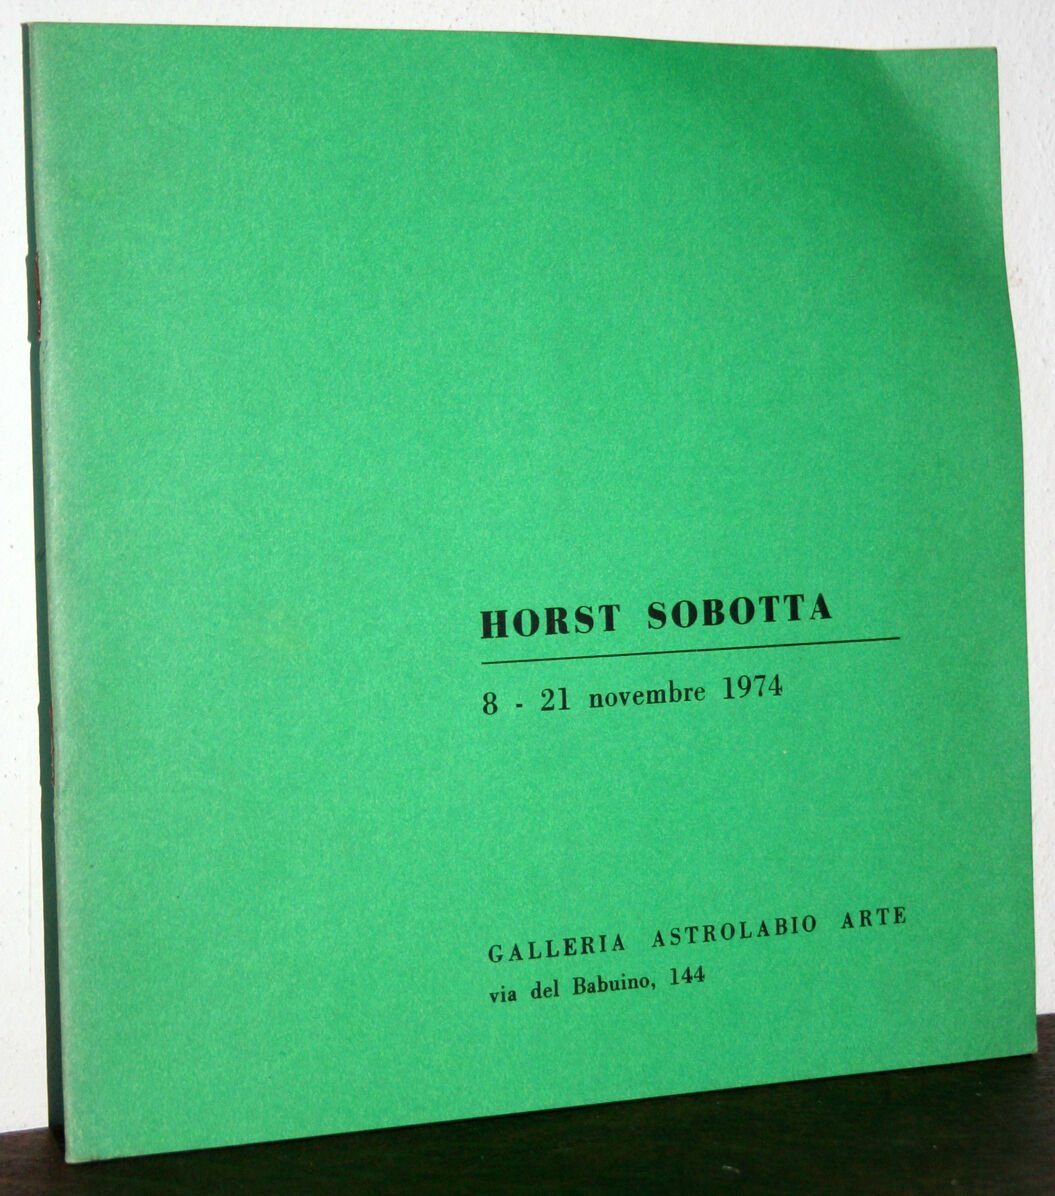 HORST SOBOTTA
8 - 21 novembre 1974
GALLERIA ASTROLABIO ARTE
via del Babuino, 144